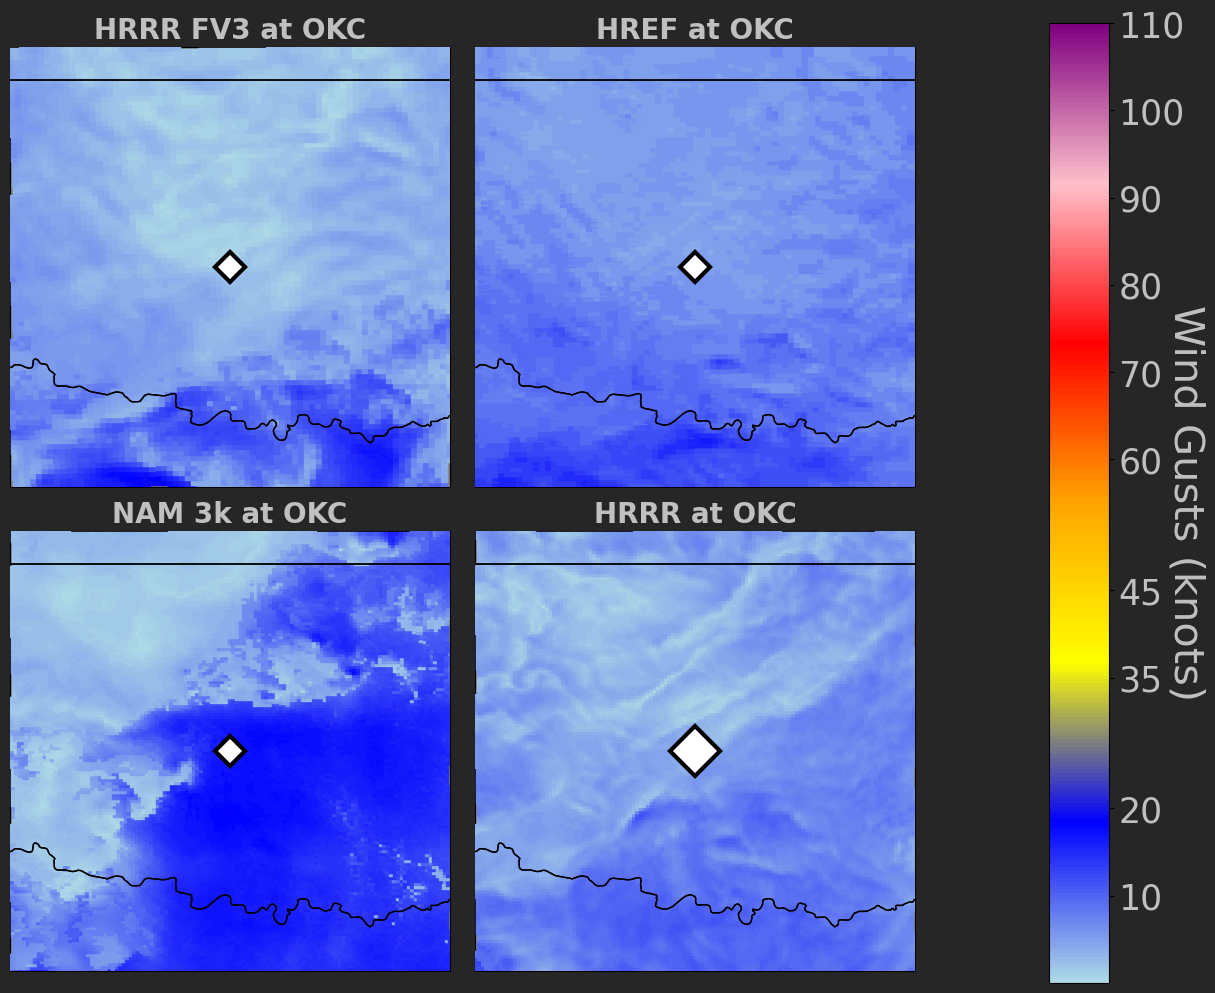 HRRR FV3 at OKC
HREF at OKC
NAM 3k at OKC
HRRR at OKC
110
100
90
80
70
60
45
35
20
10
Wind Gusts (knots)